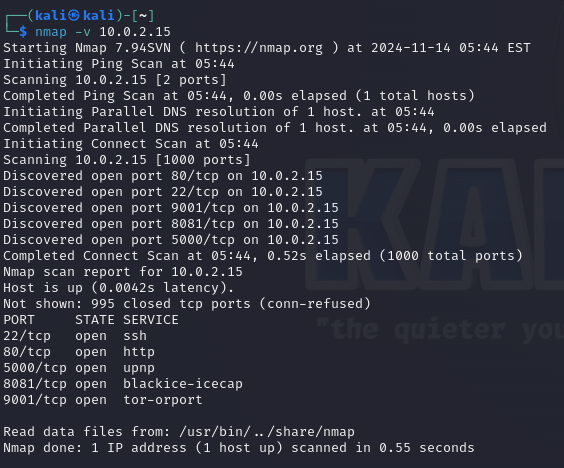 ┌──(kali㉿kali)-[~]
└─$ nmap -v 10.0.2.15
Starting Nmap 7.94SVN ( https://nmap.org ) at 2024-11-14 05:44 EST
Initiating Ping Scan at 05:44
Scanning 10.0.2.15 [2 ports]
Completed Ping Scan at 05:44, 0.00s elapsed (1 total hosts)
Initiating Parallel DNS resolution of 1 host. at 05:44
Completed Parallel DNS resolution of 1 host. at 05:44, 0.00s elapsed
Initiating Connect Scan at 05:44
Scanning 10.0.2.15 [1000 ports]
Discovered open port 80/tcp on 10.0.2.15
Discovered open port 22/tcp on 10.0.2.15
Discovered open port 9001/tcp on 10.0.2.15
Discovered open port 8081/tcp on 10.0.2.15
Discovered open port 5000/tcp on 10.0.2.15
Completed Connect Scan at 05:44, 0.52s elapsed (1000 total ports)
Nmap scan report for 10.0.2.15
Host is up (0.0042s latency).
Not shown: 995 closed tcp ports (conn-refused)
PORT     STATE SERVICE
22/tcp   open  ssh
80/tcp   open  http
5000/tcp open  upnp
8081/tcp open  blackice-icecap
9001/tcp open  tor-orport
Read data files from: /usr/bin/../share/nmap
Nmap done: 1 IP address (1 host up) scanned in 0.55 seconds
KA
"the quieter you